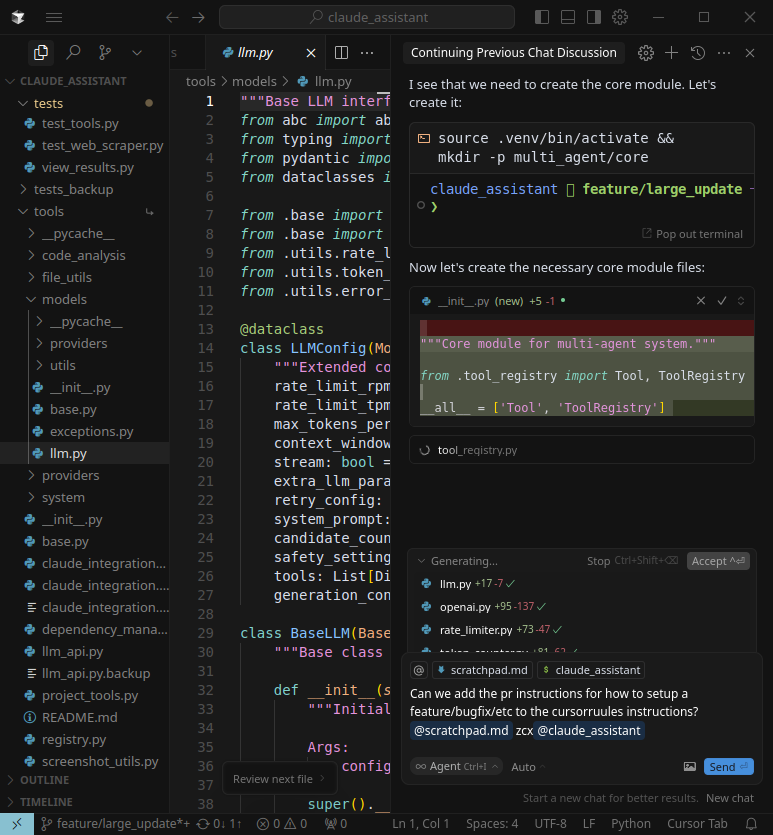 claude_assistant
CLAUDE_ASSISTANT
tests
test_tools.py
test_web_scraper.py
view_results.py
tests_backup
tools
__pycache__
code_analysis
file_utils
models
__pycache__
providers
utils
__init__.py
base.py
exceptions.py
llm.py
providers
system
__init__.py
base.py
claude_integration...
claude_integration....
claude_integration....
dependency_mana...
llm_api.py
llm_api.py.backup
project_tools.py
README.md
registry.py
screenshot_utils.py
OUTLINE
TIMELINE
s
llm.py
tools > models > llm.py
1 """Base LLM interf
2 from abc import ab
3 from typing import
4 from pydantic impo
5 from dataclasses i
6
7 from .base import
8 from .base import
9 from .utils.rate_l
10 from .utils.token_
11 from .utils.error_
12
13 @dataclass
14 class LLMConfig(Mo
15 """Extended co
16 rate_limit_rpm
17 rate_limit_tpm
18 max_tokens_per
19 context_window
20 stream: bool =
21 extra_llm_para
22 retry_config:
23 system_prompt:
24 candidate_coun
25 safety_setting
26 tools: List[Di
27 generation_con
28
29 class BaseLLM(Base
30 """Base class
31
32 def __init__(s
33 """Initial
34
35 Args:
36 config
37
38 super().__
Review next file
Continuing Previous Chat Discussion
I see that we need to create the core module. Let's
create it:
source .venv/bin/activate &&
mkdir -p multi_agent/core
claude_assistant feature/large_update
❯
Pop out terminal
Now let's create the necessary core module files:
__init__.py (new) +5 -1
"""Core module for multi-agent system."""
from .tool_registry import Tool, ToolRegistry
__all__ = ['Tool', 'ToolRegistry']
tool_registry.py
Generating... Stop Ctrl+Shift+⌫ Accept ^⏎
llm.py +17 -7
openai.py +95 -137
rate_limiter.py +73 -47
token_counter.py +81 -62
@ scratchpad.md $ claude_assistant
Can we add the pr instructions for how to setup a
feature/bugfix/etc to the cursorruules instructions?
@scratchpad.md zcx @claude_assistant
∞ Agent Ctrl+I Auto Send ⏎
Start a new chat for better results. New chat
feature/large_update*+ 0↓ 1↑ 0 0 0 Ln 1, Col 1 Spaces: 4 UTF-8 LF Python Cursor Tab